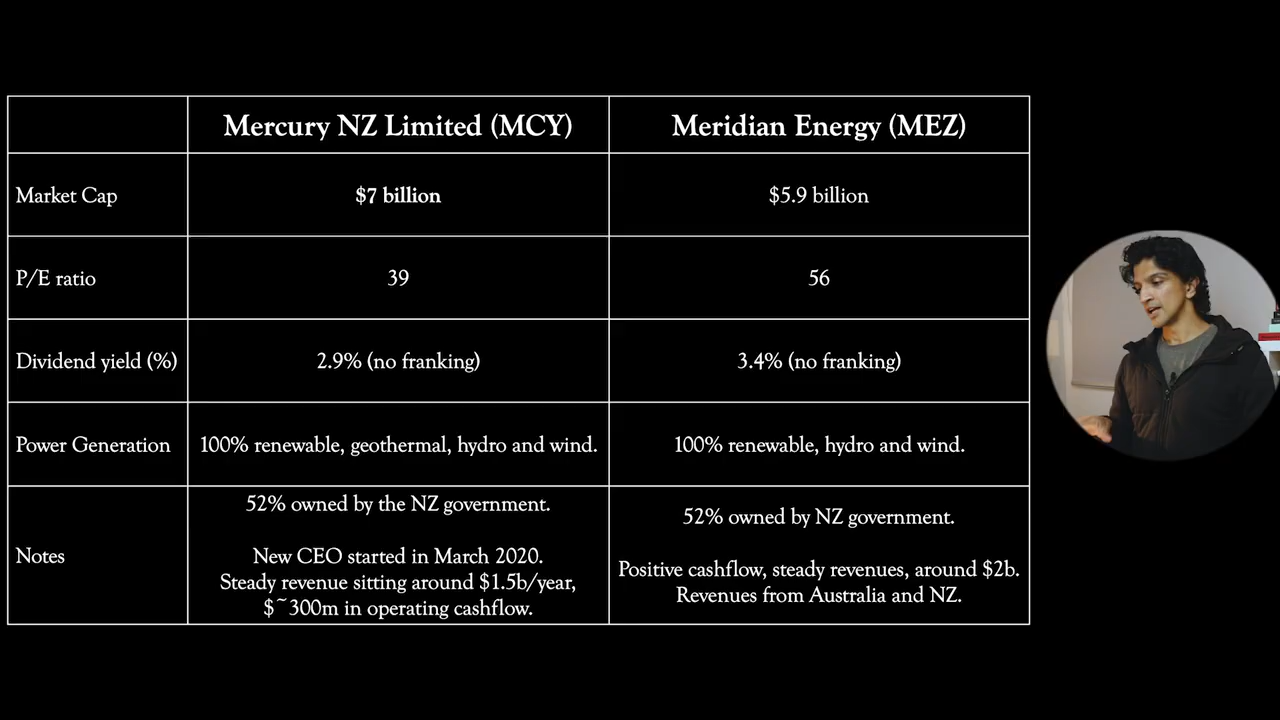 Mercury NZ Limited (MCY)
Meridian Energy (MEZ)
Market Cap
$7 billion
$5.9 billion
P/E ratio
39
56
Dividend yield (%)
2.9% (no franking)
3.4% (no franking)
Power Generation
100% renewable, geothermal, hydro and wind.
100% renewable, hydro and wind.
Notes
52% owned by the NZ government.
New CEO started in March 2020.
Steady revenue sitting around $1.5b/year,
$~300m in operating cashflow.
52% owned by NZ government.
Positive cashflow, steady revenues, around $2b.
Revenues from Australia and NZ.